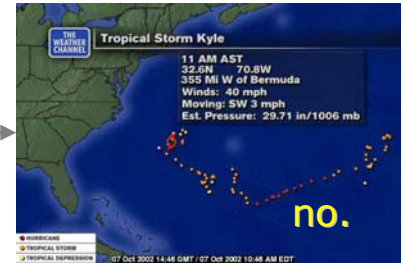 THE
WEATHER
CHANNEL
Tropical Storm Kyle
11 AM AST
32.6N 70.8W
355 Mi W of Bermuda
Winds: 40 mph
Moving: SW 3 mph
Est. Pressure: 29.71 in/1006 mb
no.
HURRICANE
TROPICAL STORM
TROPICAL DEPRESSION
07 Oct 2002 14:46 GMT / 07 Oct 2002 10:46 AM EDT